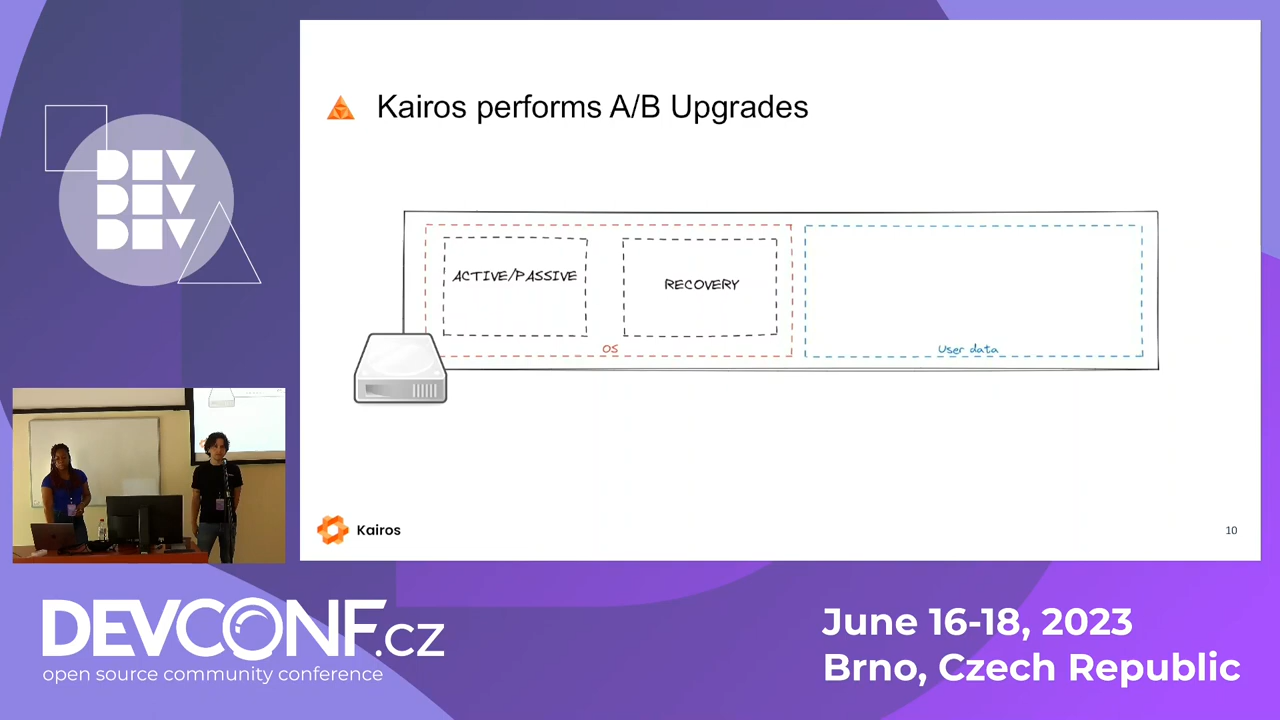 Kairos performs A/B Upgrades
ACTIVE/PASSIVE
RECOVERY
OS
User data
Kairos
10
DEV
DEV
DEV
DEVCONF.cz
open source community conference
June 16-18, 2023
Brno, Czech Republic